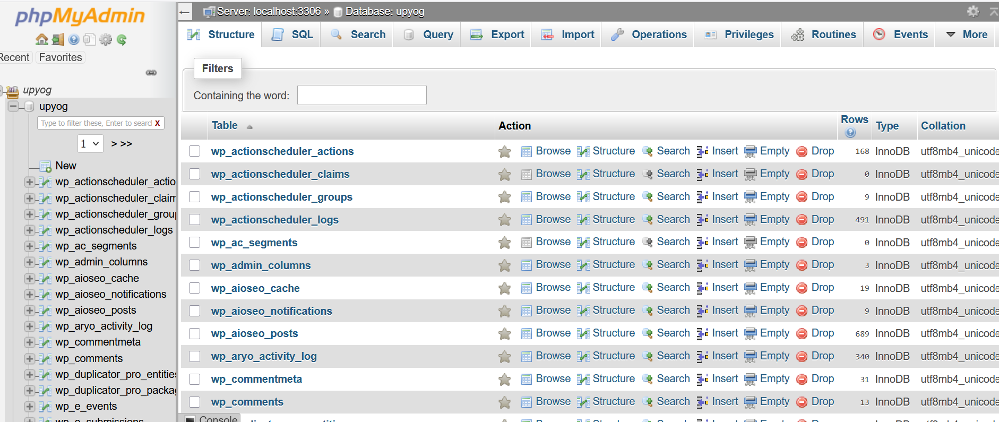 phpMyAdmin
Recent Favorites
upyog
upyog
Type to filter these, Enter to searc X
1 > >>
New
wp_actionscheduler_actio
wp_actionscheduler_claim
wp_actionscheduler_grou
wp_actionscheduler_logs
wp_ac_segments
wp_admin_columns
wp_aioseo_cache
wp_aioseo_notifications
wp_aioseo_posts
wp_aryo_activity_log
wp_commentmeta
wp_comments
wp_duplicator_pro_entitie
wp_duplicator_pro_packa
wp_e_events
wp_e_submissions
Server: localhost:3306 » Database: upyog
Structure SQL Search Query Export Import Operations Privileges Routines Events More
Filters
Containing the word:
Table Action Rows Type Collation
wp_actionscheduler_actions Browse Structure Search Insert Empty Drop 168 InnoDB utf8mb4_unicode
wp_actionscheduler_claims Browse Structure Search Insert Empty Drop 0 InnoDB utf8mb4_unicode
wp_actionscheduler_groups Browse Structure Search Insert Empty Drop 9 InnoDB utf8mb4_unicode
wp_actionscheduler_logs Browse Structure Search Insert Empty Drop 491 InnoDB utf8mb4_unicode
wp_ac_segments Browse Structure Search Insert Empty Drop 0 InnoDB utf8mb4_unicode
wp_admin_columns Browse Structure Search Insert Empty Drop 3 InnoDB utf8mb4_unicode
wp_aioseo_cache Browse Structure Search Insert Empty Drop 19 InnoDB utf8mb4_unicode
wp_aioseo_notifications Browse Structure Search Insert Empty Drop 9 InnoDB utf8mb4_unicode
wp_aioseo_posts Browse Structure Search Insert Empty Drop 689 InnoDB utf8mb4_unicode
wp_aryo_activity_log Browse Structure Search Insert Empty Drop 340 InnoDB utf8mb4_unicode
wp_commentmeta Browse Structure Search Insert Empty Drop 31 InnoDB utf8mb4_unicode
wp_comments Browse Structure Search Insert Empty Drop 13 InnoDB utf8mb4_unicode
Console